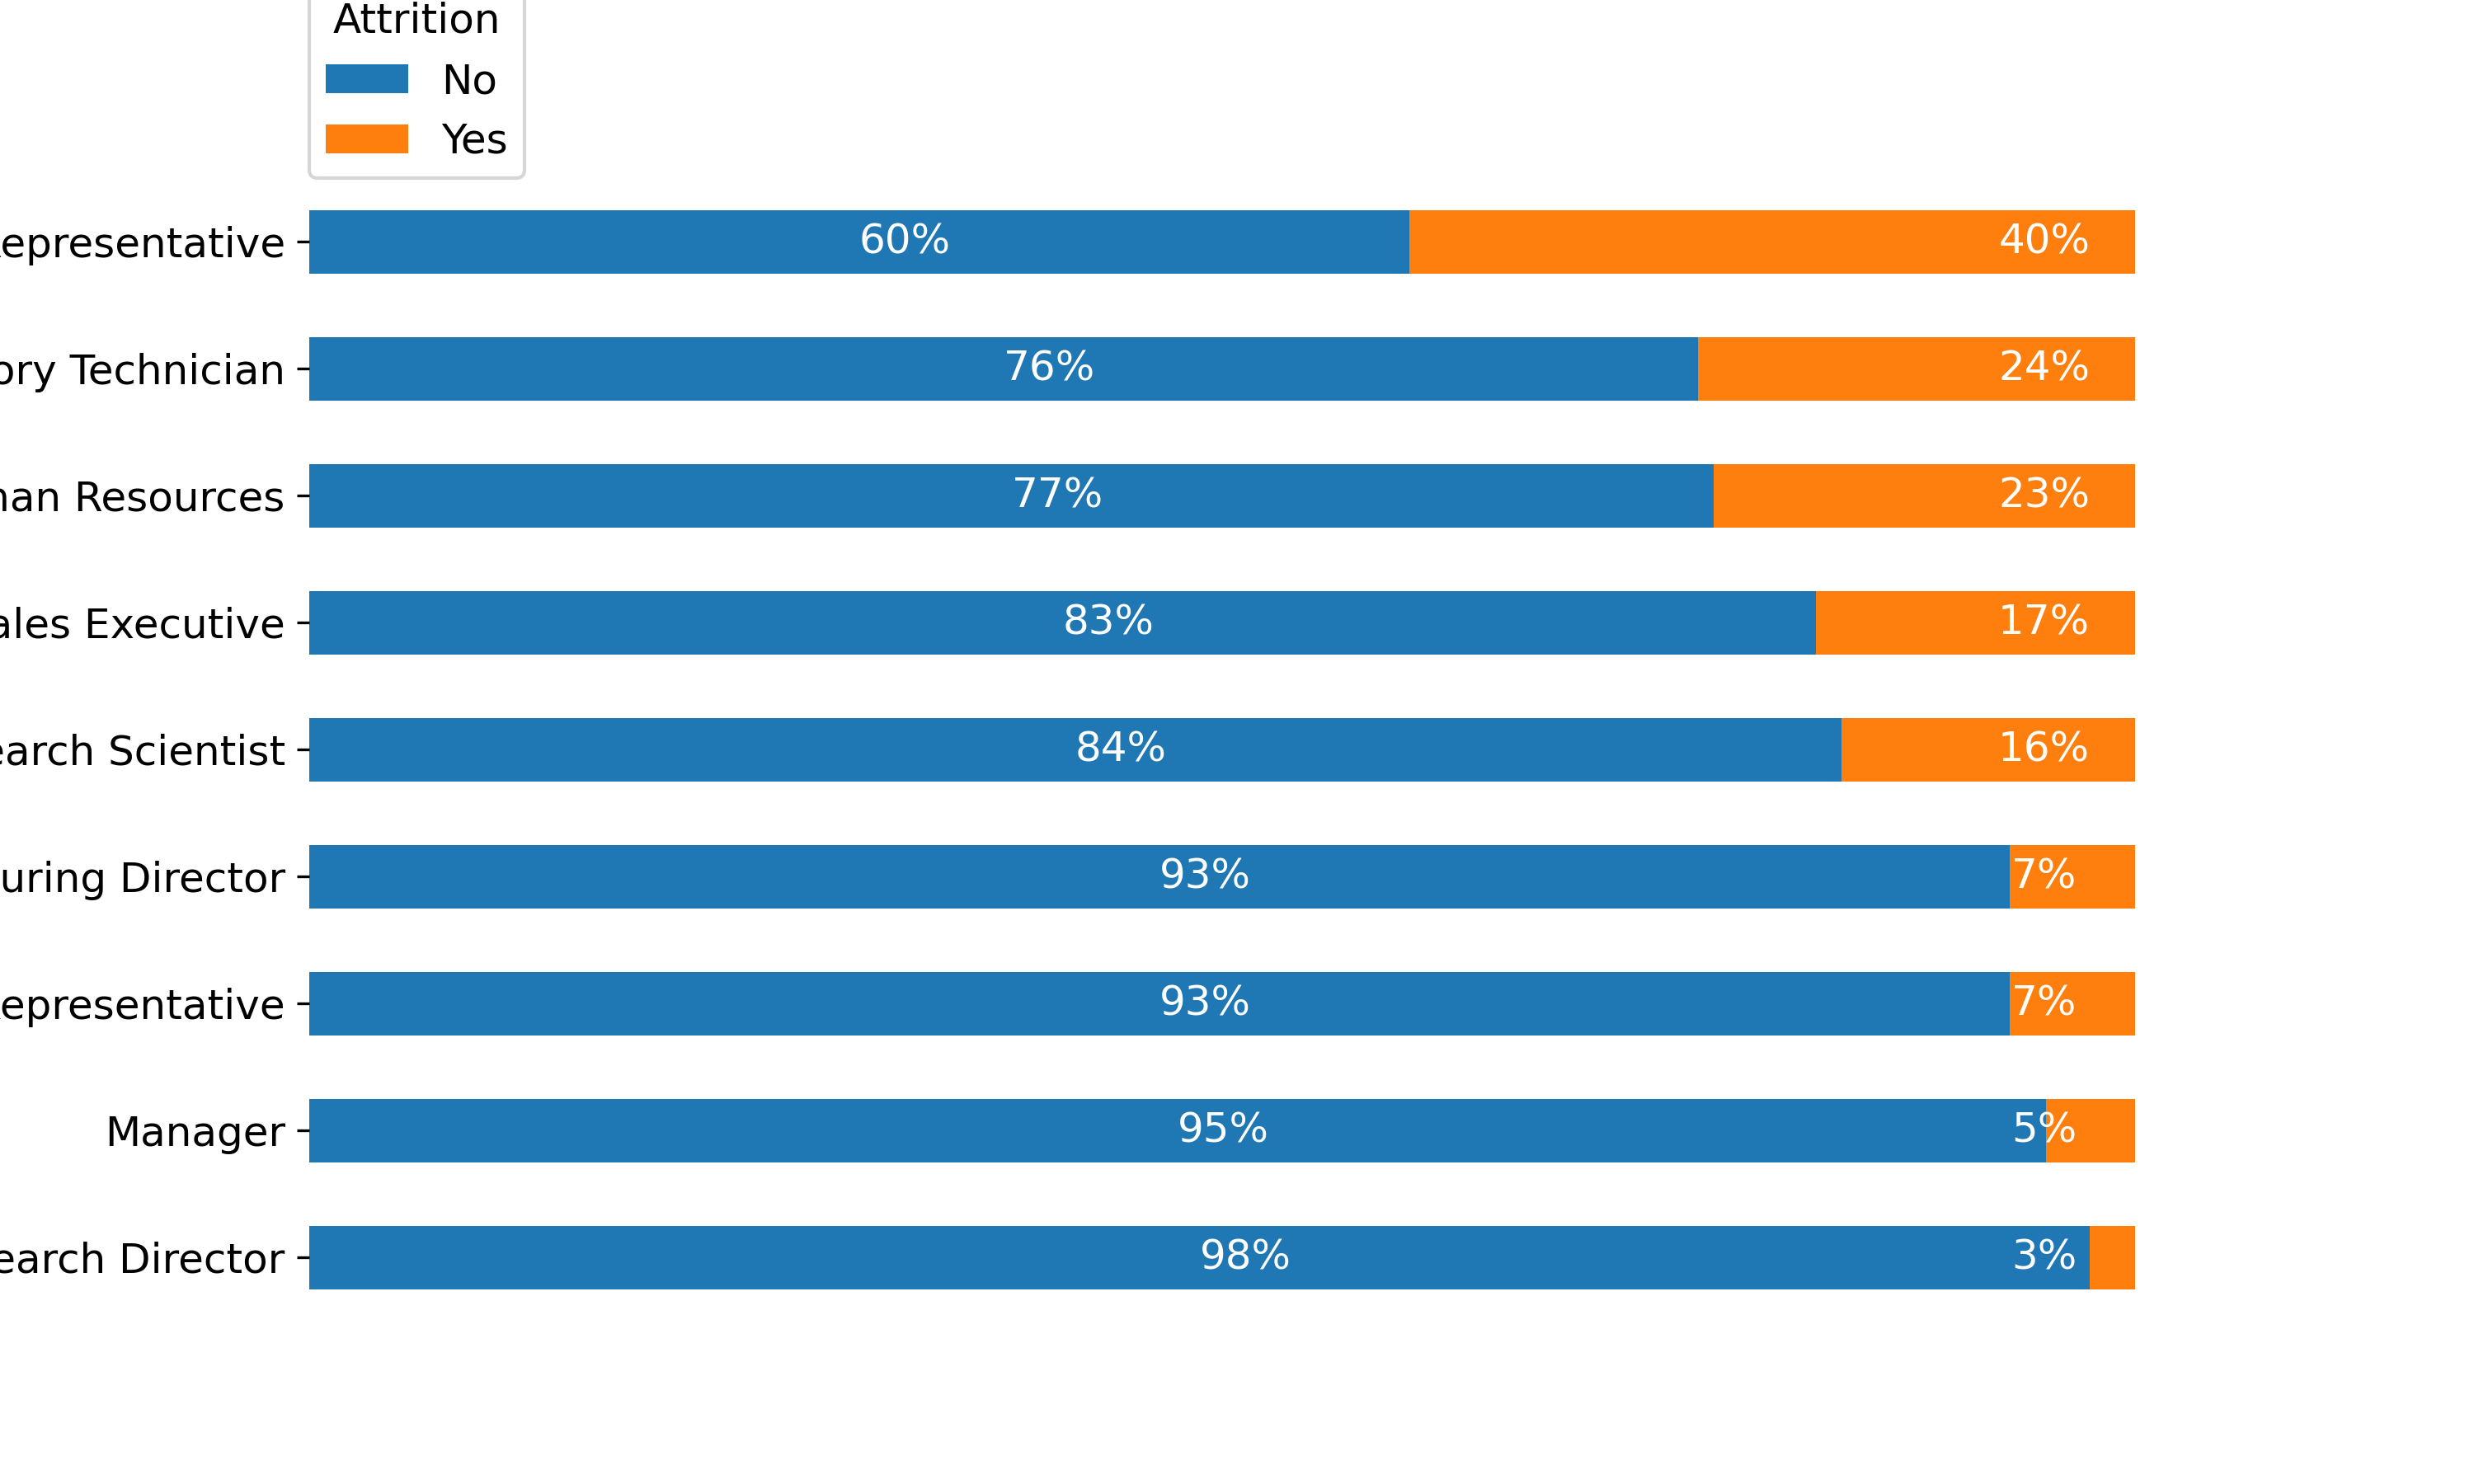 Attrition
No
Yes
epresentative 60% 40%
ory Technician 76% 24%
nan Resources 77% 23%
ales Executive 83% 17%
earch Scientist 84% 16%
uring Director 93% 7%
epresentative 93% 7%
Manager 95% 5%
earch Director 98% 3%